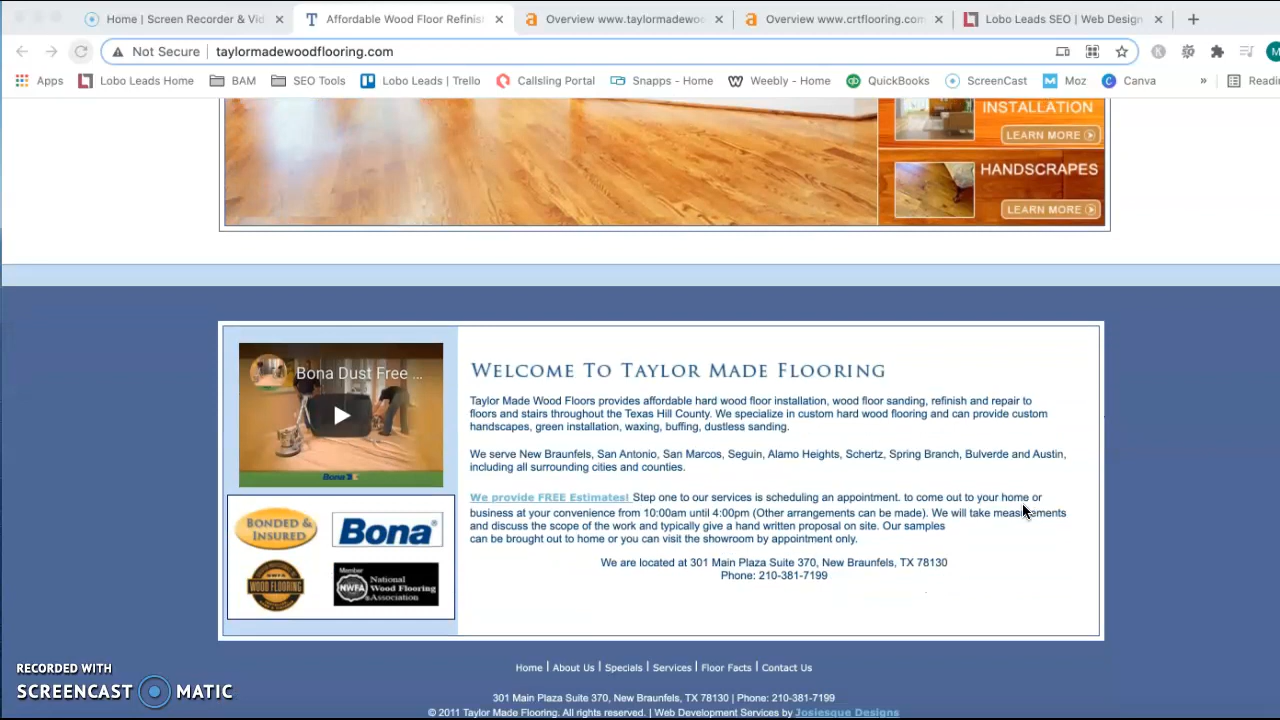 Home | Screen Recorder & Vid
Affordable Wood Floor Refinish
Overview www.taylormadewoo
Overview www.crtflooring.com
Lobo Leads SEO | Web Design
Not Secure
taylormadewoodflooring.com
Apps
Lobo Leads Home
BAM
SEO Tools
Lobo Leads | Trello
Callsling Portal
Snapps - Home
Weebly - Home
QuickBooks
ScreenCast
Moz
Canva
»
Readin
INSTALLATION
LEARN MORE
HANDSCRAPES
LEARN MORE
Bona Dust Free ...
Bona
WELCOME TO TAYLOR MADE FLOORING
Taylor Made Wood Floors provides affordable hard wood floor installation, wood floor sanding, refinish and repair to
floors and stairs throughout the Texas Hill County. We specialize in custom hard wood flooring and can provide custom
handscapes, green installation, waxing, buffing, dustless sanding.
We serve New Braunfels, San Antonio, San Marcos, Seguin, Alamo Heights, Schertz, Spring Branch, Bulverde and Austin,
including all surrounding cities and counties.
We provide FREE Estimates! Step one to our services is scheduling an appointment. to come out to your home or
business at your convenience from 10:00am until 4:00pm (Other arrangements can be made). We will take measurements
and discuss the scope of the work and typically give a hand written proposal on site. Our samples
can be brought out to home or you can visit the showroom by appointment only.
We are located at 301 Main Plaza Suite 370, New Braunfels, TX 78130
Phone: 210-381-7199
BONDED &
INSURED
Bona
WOOD FLOORING
Member
NWFA
National
Wood Flooring
Association
Home | About Us | Specials | Services | Floor Facts | Contact Us
301 Main Plaza Suite 370, New Braunfels, TX 78130 | Phone: 210-381-7199
© 2011 Taylor Made Flooring. All rights reserved. | Web Development Services by Josiesque Designs
RECORDED WITH
SCREENCAST MATIC